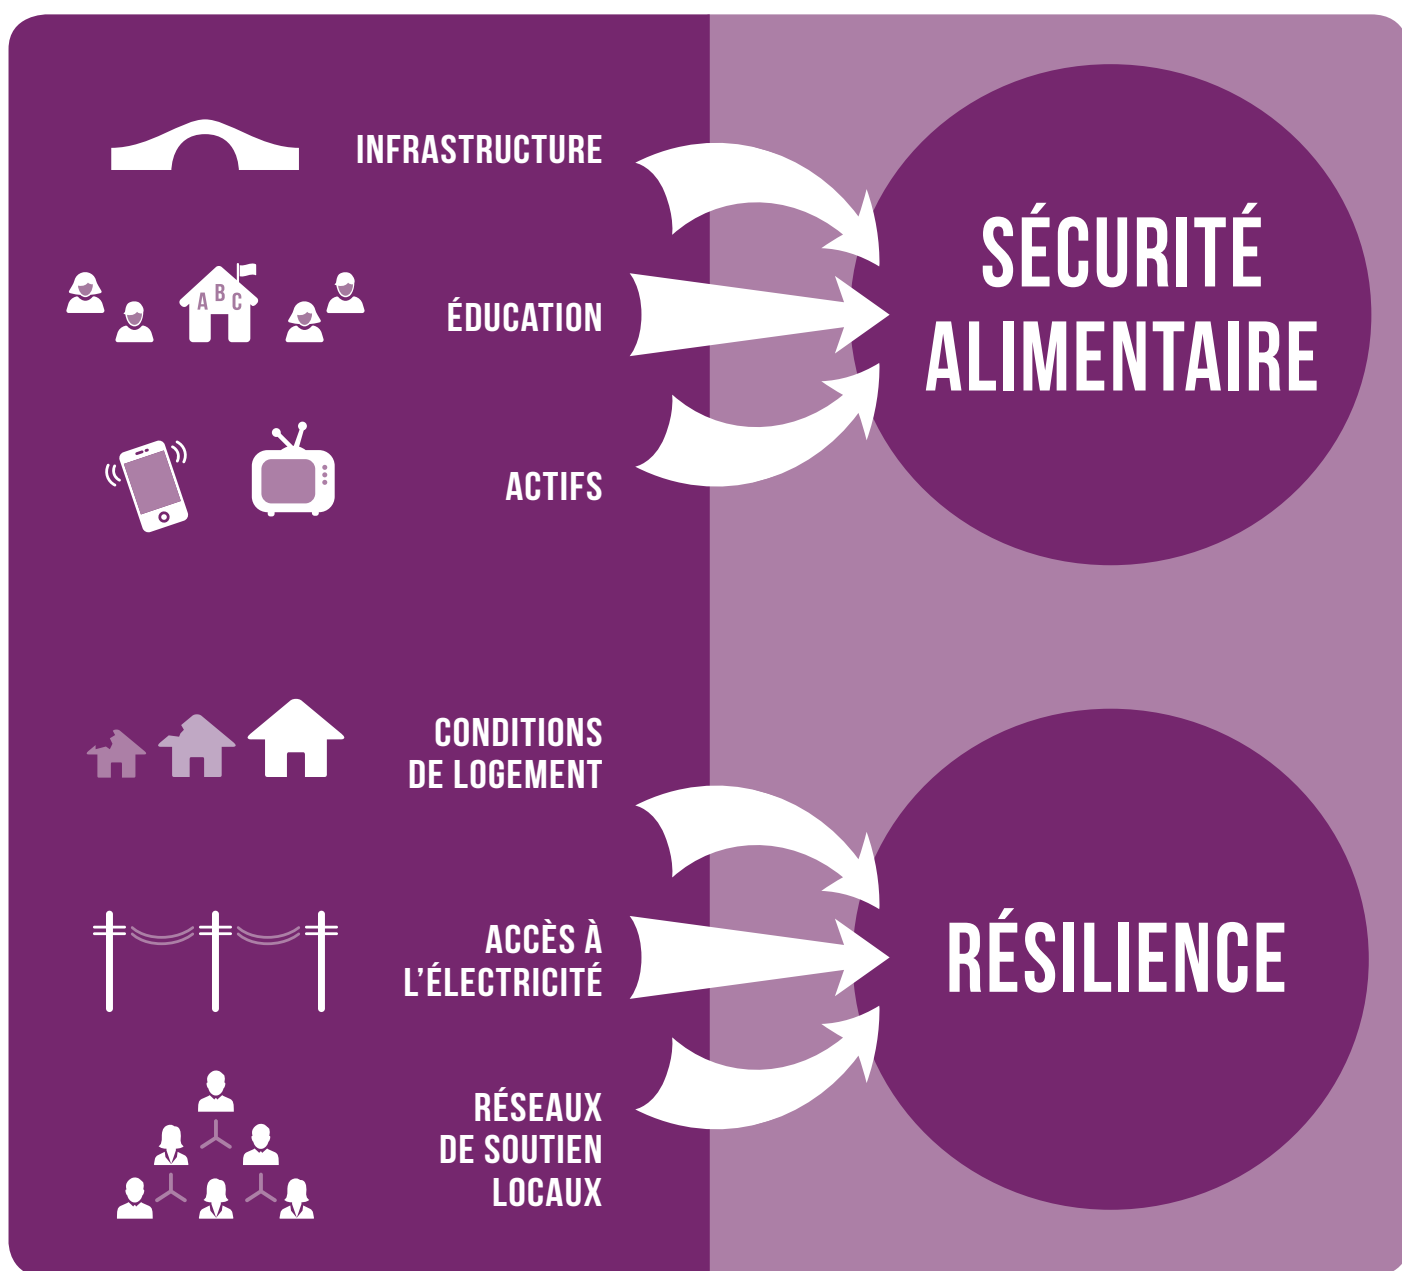 INFRASTRUCTURE
A B C
ÉDUCATION
ACTIFS
SÉCURITÉ
ALIMENTAIRE
CONDITIONS
DE LOGEMENT
ACCÈS À
L'ÉLECTRICITÉ
RÉSEAUX
DE SOUTIEN
LOCAUX
RÉSILIENCE